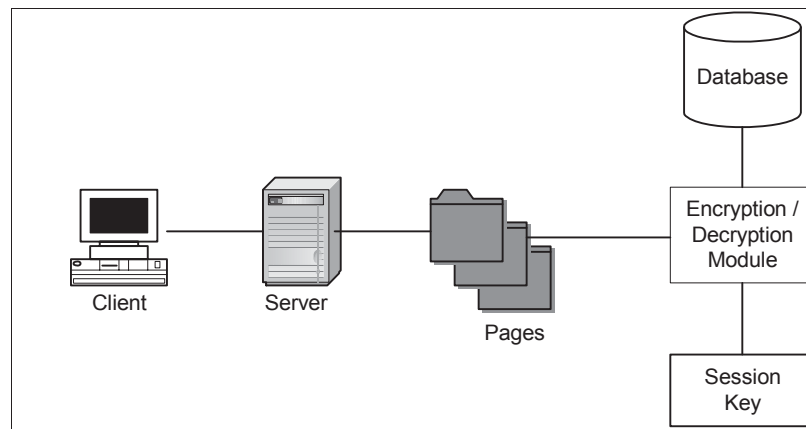 Database
Encryption /
Decryption
Module
Client
Server
Pages
Session
Key